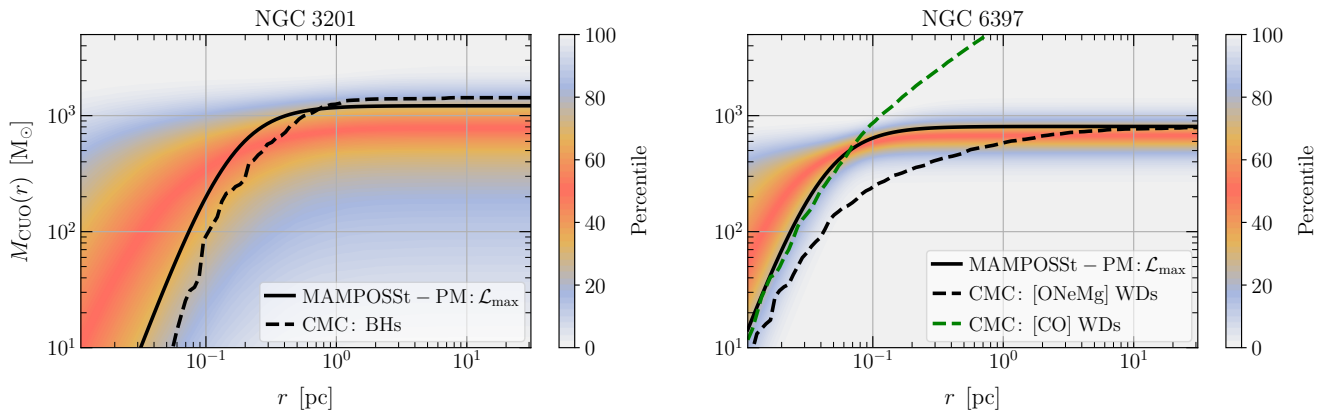 NGC 3201
NGC 6397
M_CUO(r) [M⊙]
10^3
10^2
10^1
10^−1
10^0
10^1
r [pc]
MAMPOSSt − PM: ℒ_max
CMC: BHs
100
80
60
40
20
0
Percentile
10^3
10^2
10^1
10^−1
10^0
10^1
r [pc]
MAMPOSSt − PM: ℒ_max
CMC: [ONeMg] WDs
CMC: [CO] WDs
100
80
60
40
20
0
Percentile